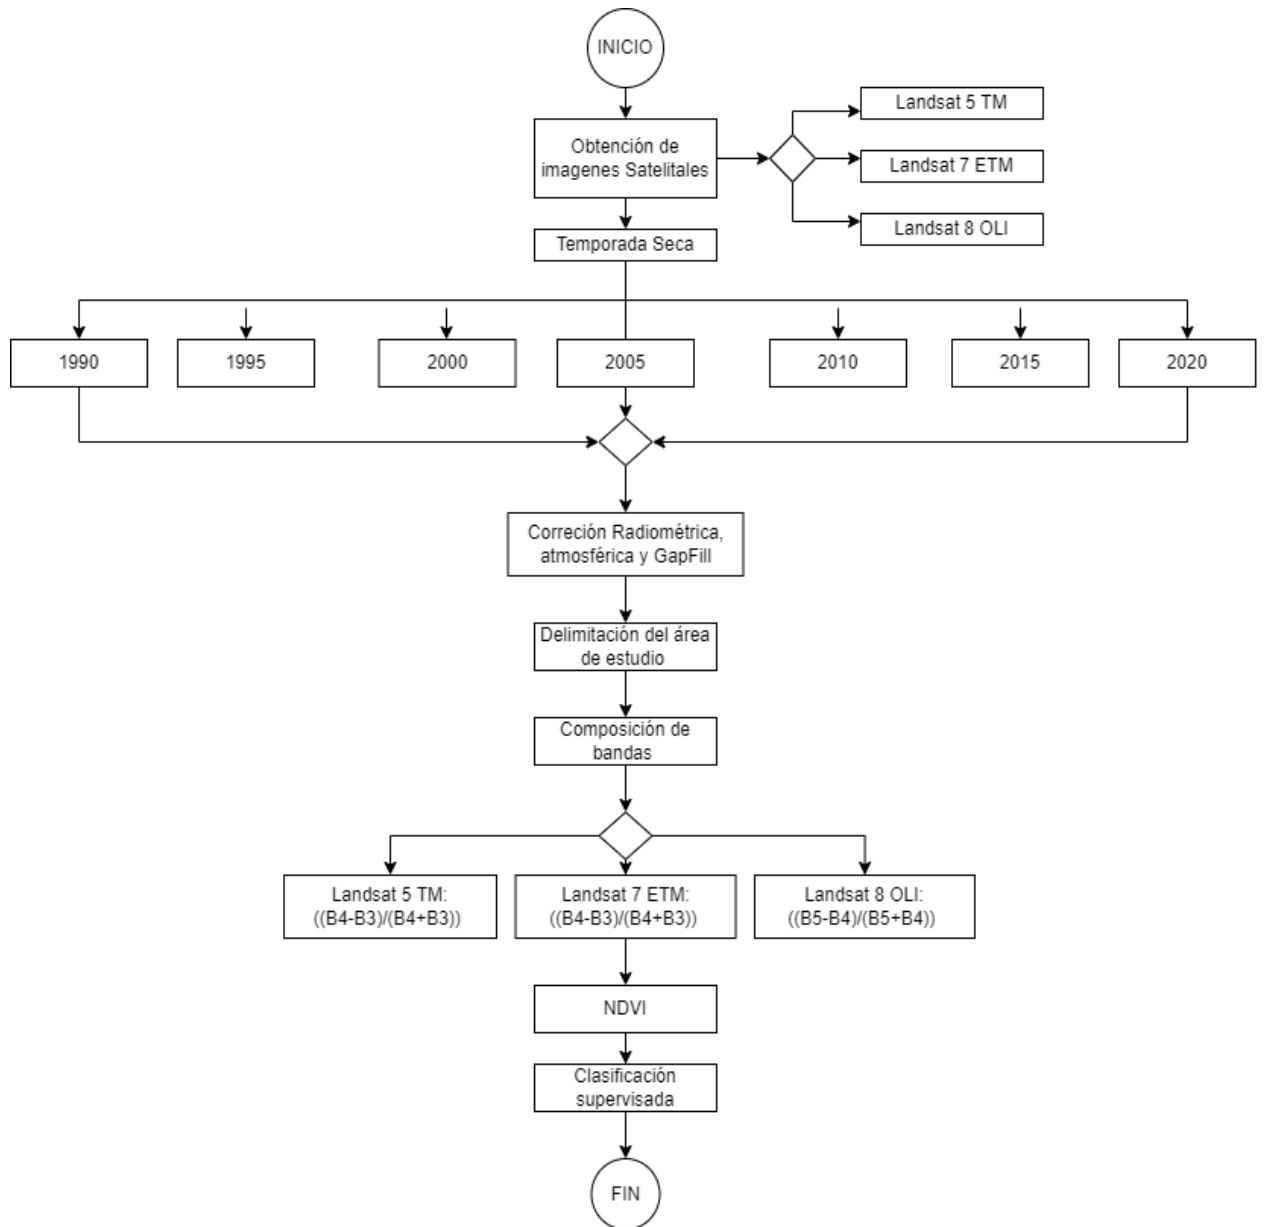 INICIO
Obtención de
imagenes Satelitales
Landsat 5 TM
Landsat 7 ETM
Landsat 8 OLI
Temporada Seca
1990
1995
2000
2005
2010
2015
2020
Correción Radiométrica,
atmosférica y GapFill
Delimitación del área
de estudio
Composición de
bandas
Landsat 5 TM:
((B4-B3)/(B4+B3))
Landsat 7 ETM:
((B4-B3)/(B4+B3))
Landsat 8 OLI:
((B5-B4)/(B5+B4))
NDVI
Clasificación
supervisada
FIN